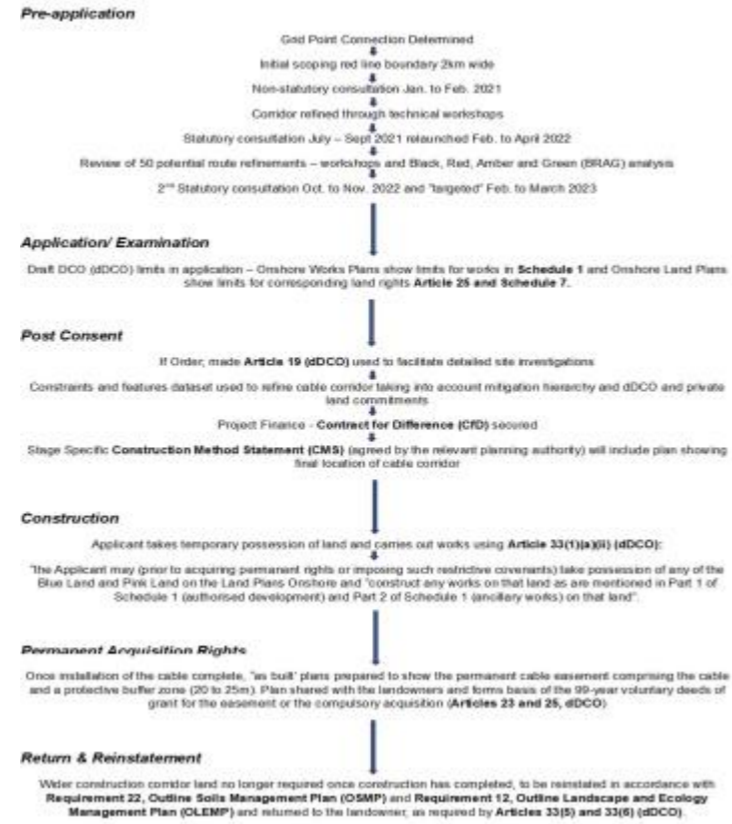 Pre-application
Grid Point Connection Determined
Initial scoping red line boundary 2km wide
Non-statutory consultation Jan. to Feb. 2021
Corridor refined through technical workshops
Statutory consultation July – Sept 2021 relaunched Feb. to April 2022
Review of 50 potential route refinements – workshops and Black, Red, Amber and Green (BRAG) analysis
2nd Statutory consultation Oct. to Nov. 2022 and "targeted" Feb. to March 2023
Application/ Examination
Draft DCO (dDCO) limits in application – Onshore Works Plans show limits for works in Schedule 1 and Onshore Land Plans
show limits for corresponding land rights Article 25 and Schedule 7.
Post Consent
If Order, made Article 19 (dDCO) used to facilitate detailed site investigations
Constraints and features dataset used to refine cable corridor taking into account mitigation hierarchy and dDCO and private
land commitments
Project Finance - Contract for Difference (CfD) secured
Stage Specific Construction Method Statement (CMS) (agreed by the relevant planning authority) will include plan showing
final location of cable corridor
Construction
Applicant takes temporary possession of land and carries out works using Article 33(1)(a)(ii) (dDCO):
"the Applicant may (prior to acquiring permanent rights or imposing such restrictive covenants) take possession of any of the
Blue Land and Pink Land on the Land Plans Onshore and "construct any works on that land as are mentioned in Part 1 of
Schedule 1 (authorised development) and Part 2 of Schedule 1 (ancillary works) on that land".
Permanent Acquisition Rights
Once installation of the cable complete, 'as built' plans prepared to show the permanent cable easement comprising the cable
and a protective buffer zone (20 to 25m). Plan shared with the landowners and forms basis of the 99-year voluntary deeds of
grant for the easement or the compulsory acquisition (Articles 23 and 25, dDCO)
Return & Reinstatement
Wider construction corridor land no longer required once construction has completed, to be reinstated in accordance with
Requirement 22, Outline Soils Management Plan (OSMP) and Requirement 12, Outline Landscape and Ecology
Management Plan (OLEMP) and returned to the landowner, as required by Articles 33(5) and 33(6) (dDCO).